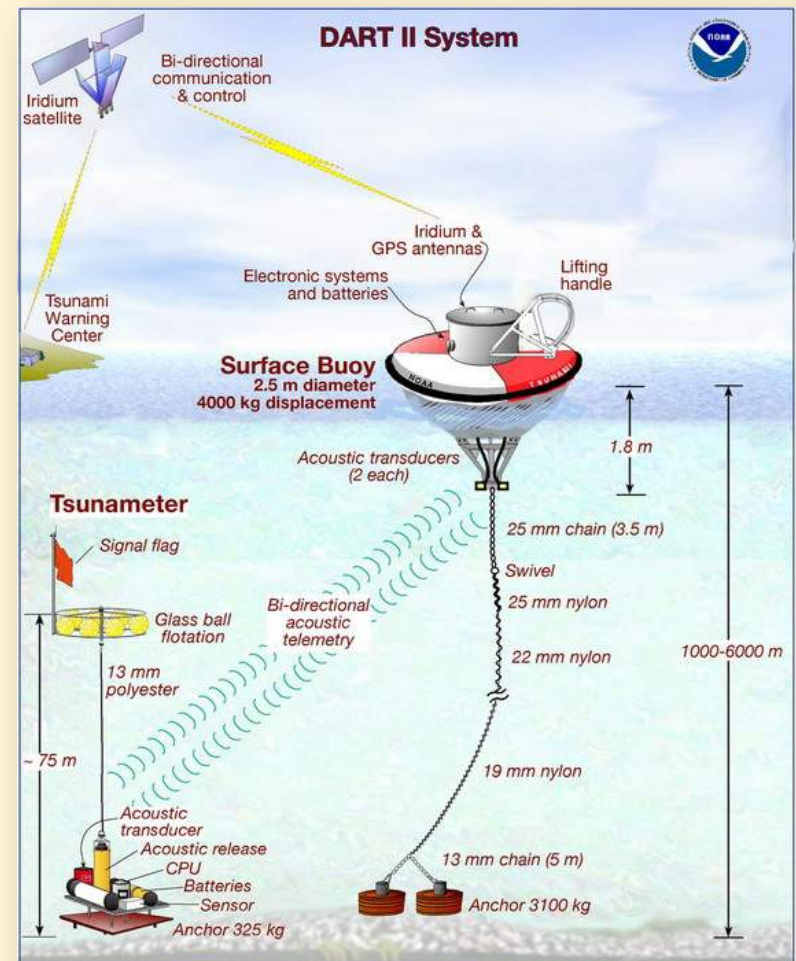 DART II System
NOAA
Bi-directional
communication
& control
Iridium
satellite
Iridium &
GPS antennas
Lifting
handle
Electronic systems
and batteries
Tsunami
Warning
Center
Surface Buoy
2.5 m diameter
4000 kg displacement
NOAA
TSUNAMI
1.8 m
Acoustic transducers
(2 each)
Tsunameter
Signal flag
25 mm chain (3.5 m)
Swivel
25 mm nylon
Glass ball
flotation
Bi-directional
acoustic
telemetry
22 mm nylon
1000-6000 m
13 mm
polyester
~ 75 m
19 mm nylon
Acoustic
transducer
Acoustic release
CPU
Batteries
Sensor
Anchor 325 kg
13 mm chain (5 m)
Anchor 3100 kg